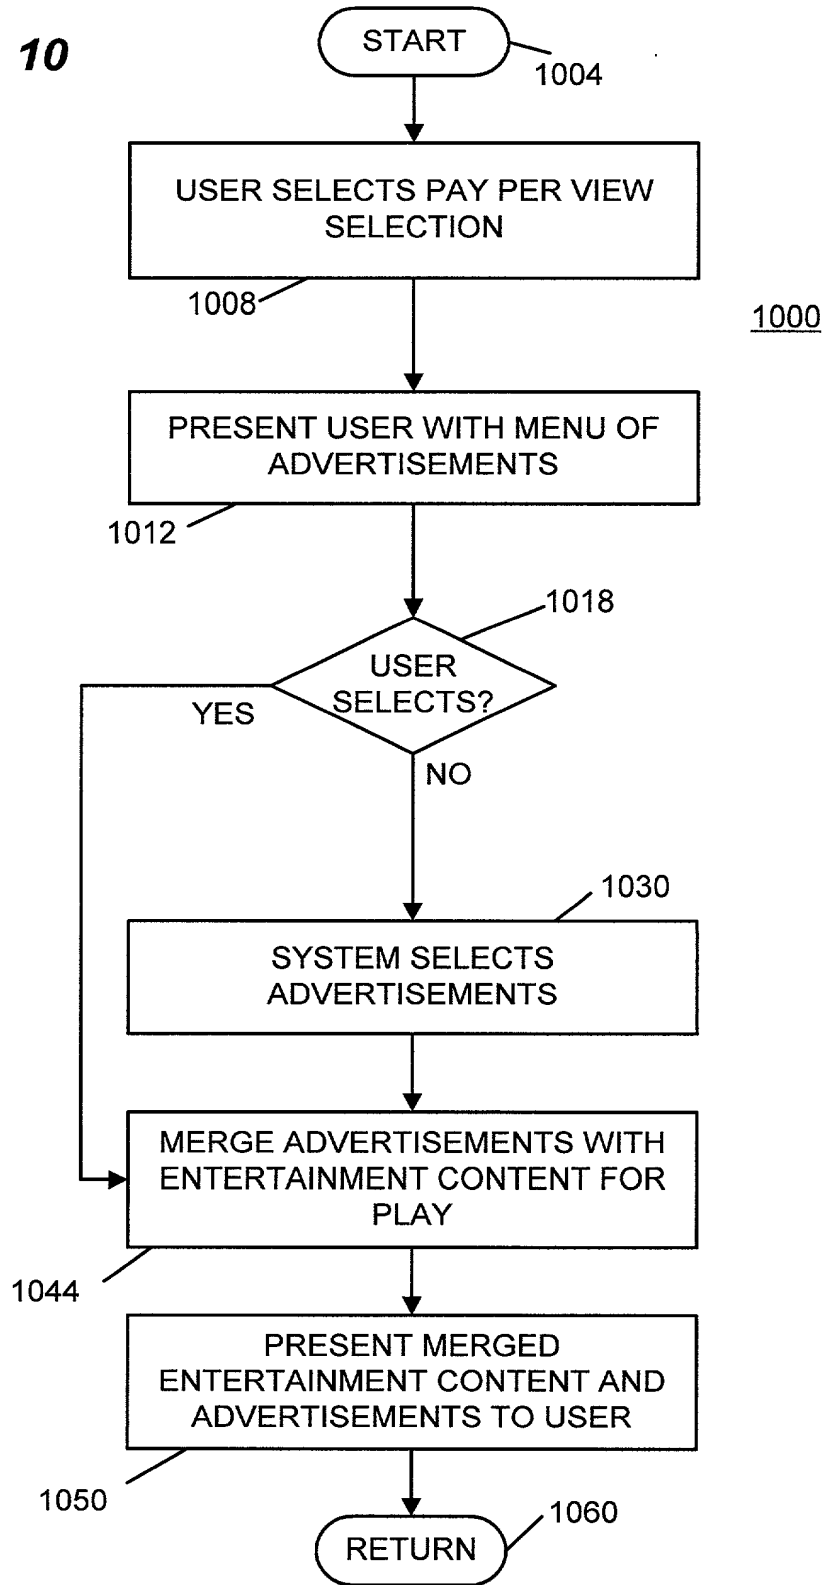 10
START
1004
USER SELECTS PAY PER VIEW
SELECTION
1008
1000
PRESENT USER WITH MENU OF
ADVERTISEMENTS
1012
1018
USER
SELECTS?
YES
NO
1030
SYSTEM SELECTS
ADVERTISEMENTS
MERGE ADVERTISEMENTS WITH
ENTERTAINMENT CONTENT FOR
PLAY
1044
PRESENT MERGED
ENTERTAINMENT CONTENT AND
ADVERTISEMENTS TO USER
1050
1060
RETURN